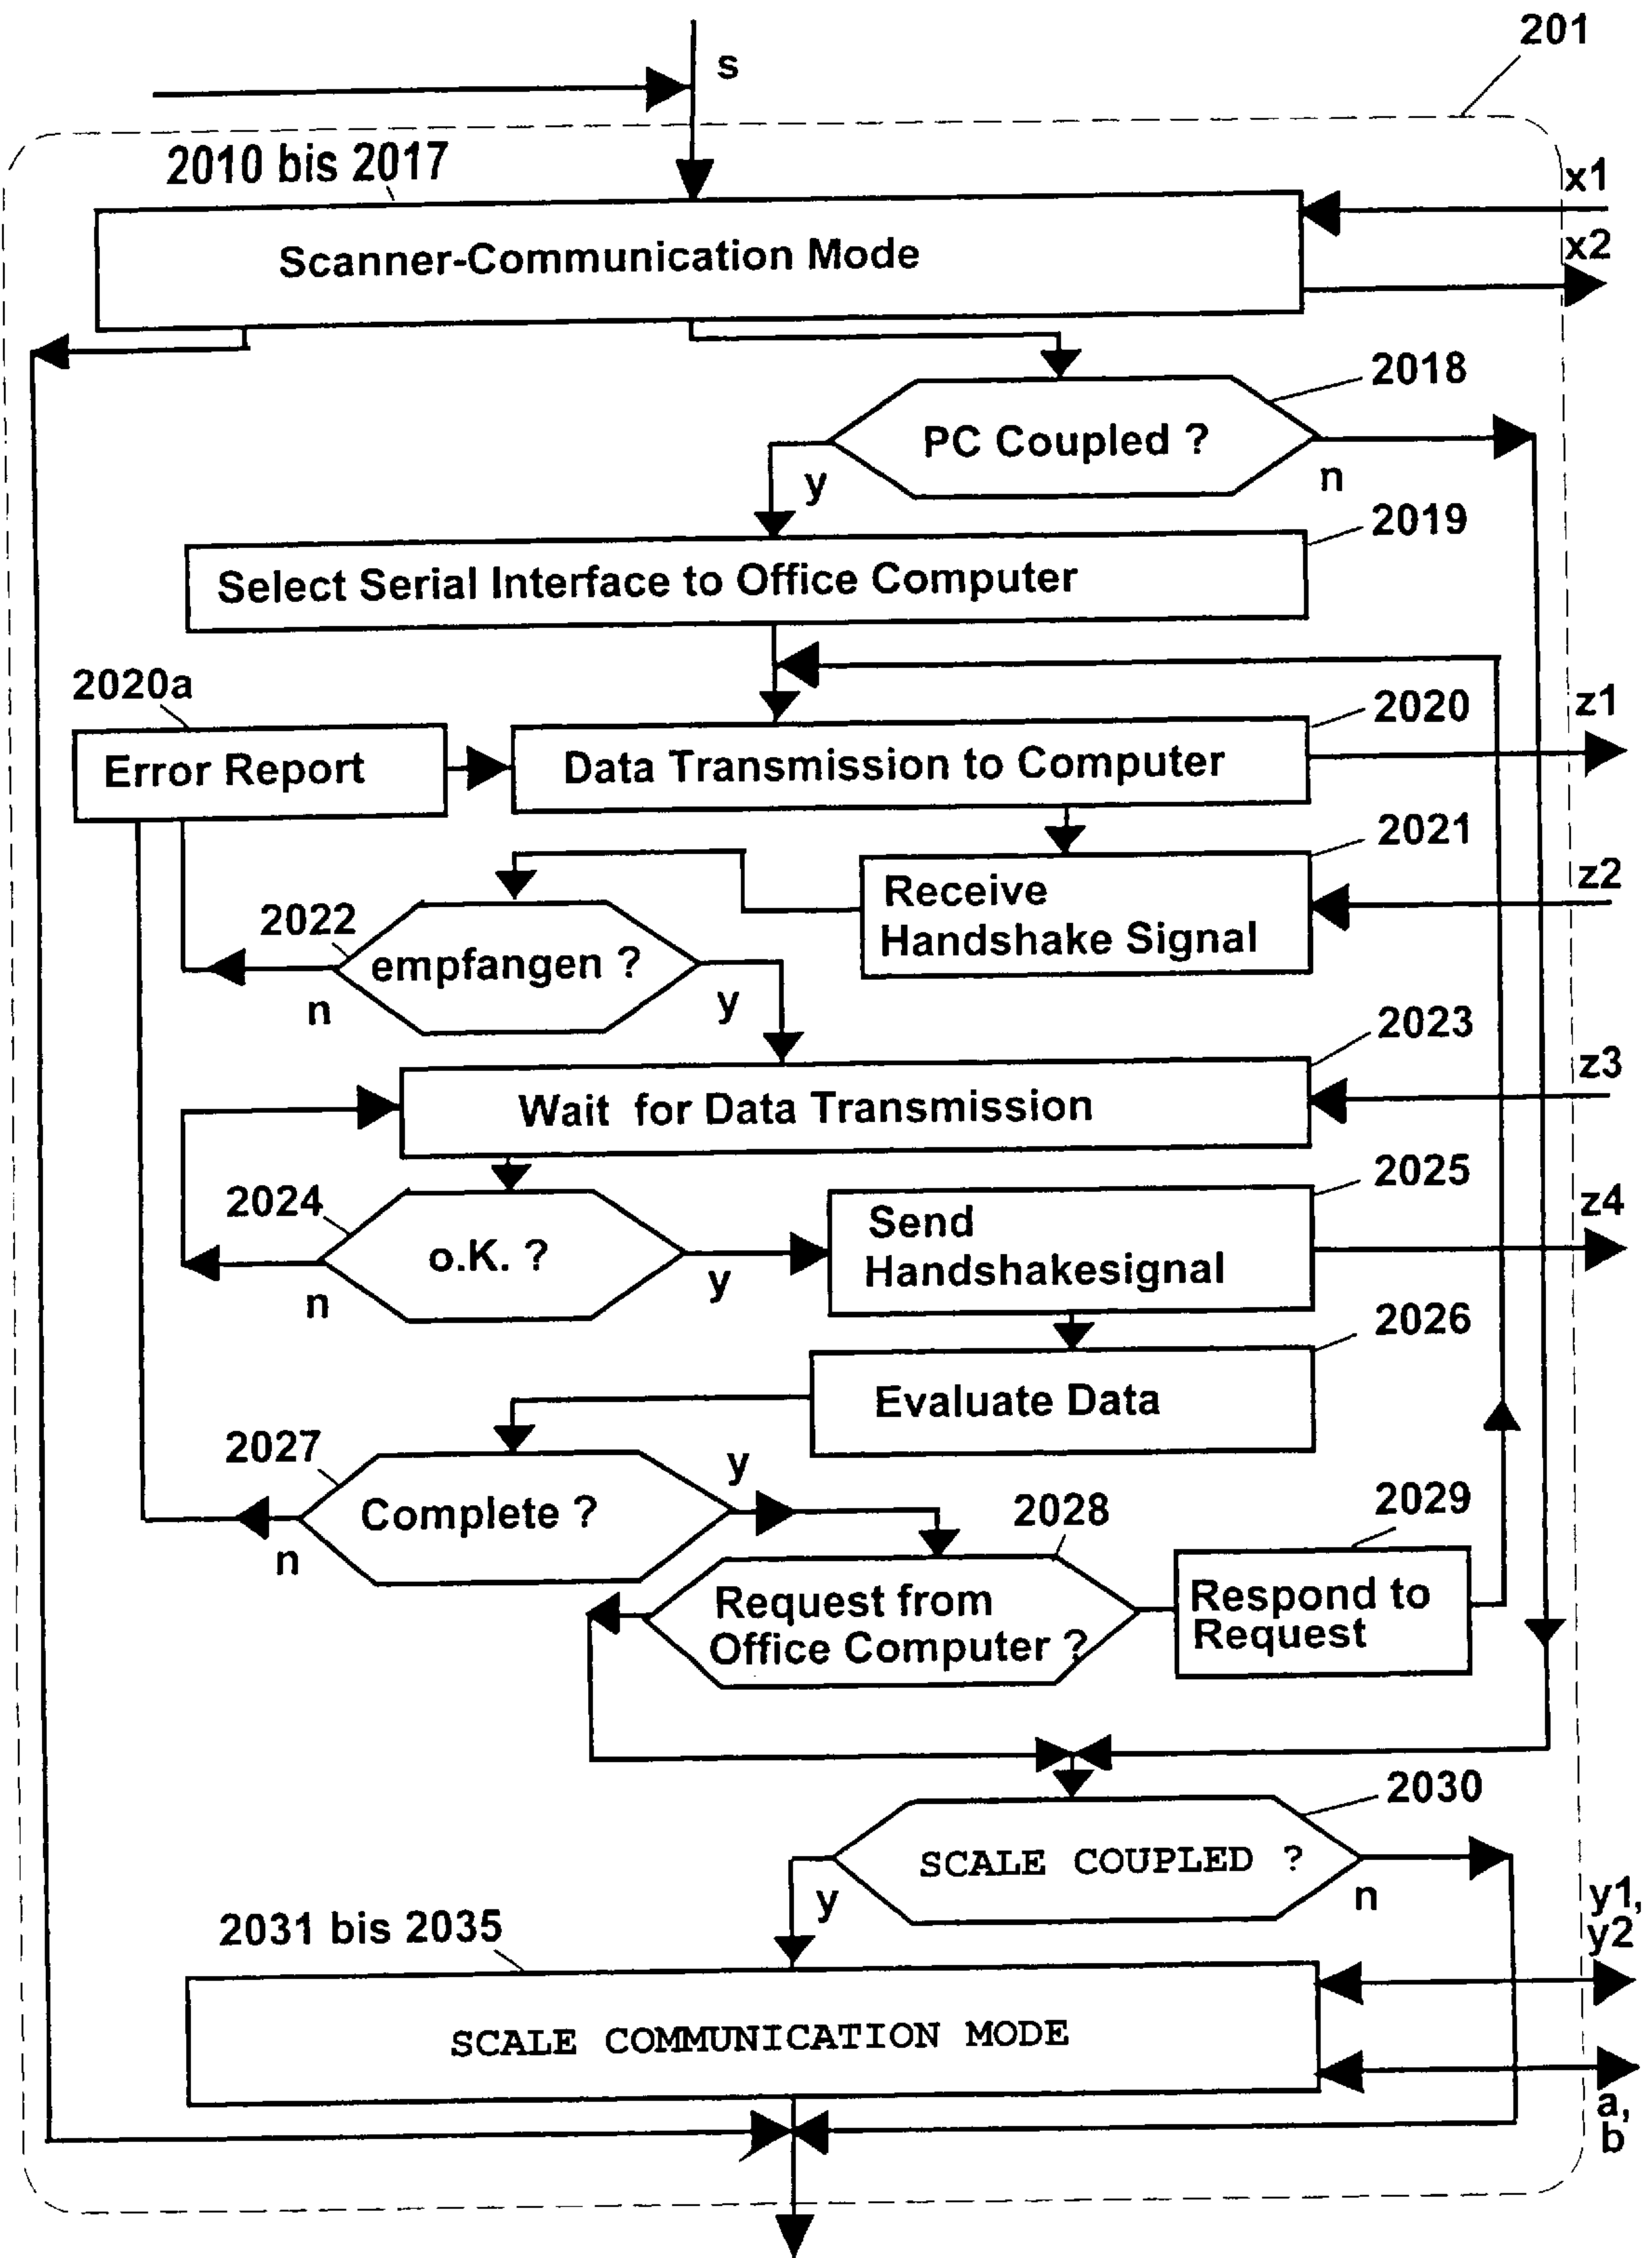 201
s
2010 bis 2017
x1
Scanner-Communication Mode
x2
2018
PC Coupled ?
y
n
2019
Select Serial Interface to Office Computer
2020a
2020
z1
Error Report
Data Transmission to Computer
2021
z2
Receive
Handshake Signal
2022
empfangen ?
n
y
2023
z3
Wait for Data Transmission
2024
2025
z4
o.K. ?
Send
Handshakesignal
n
y
2026
Evaluate Data
2027
y
Complete ?
n
2028
2029
Request from
Office Computer ?
Respond to
Request
2030
SCALE COUPLED ?
y
n
y1,
y2
2031 bis 2035
SCALE COMMUNICATION MODE
a,
b